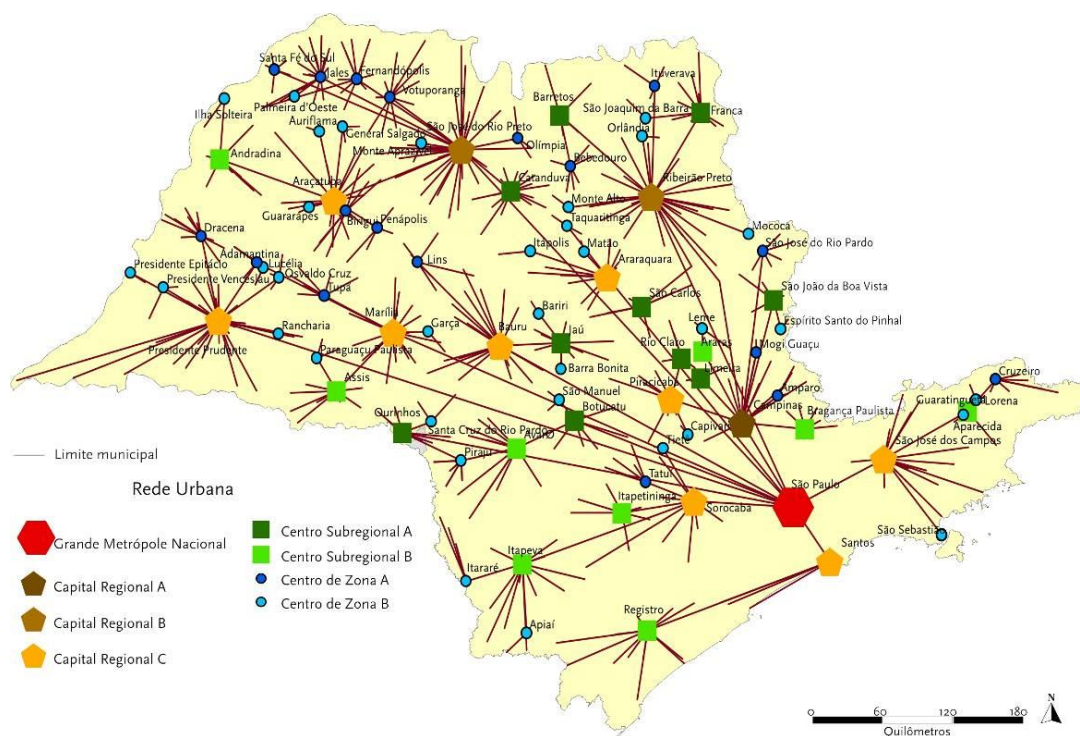 Santa Fé do Sul
Jales
Fernandópolis
Votuporanga
Ilha Solteira
Palmeira d'Oeste
Auriflama
General Salgado
São José do Rio Preto
Olímpia
Andradina
Araçatuba
Catanduva
Guararapes
Birigui
Penápolis
Barretos
Ituverava
São Joaquim da Barra
Franca
Orlândia
Bebedouro
Ribeirão Preto
Monte Alto
Taquaritinga
Itápolis
Matão
Araraquara
Mococa
São José do Rio Pardo
Dracena
Adamantina
Lucélia
Osvaldo Cruz
Presidente Epitácio
Presidente Venceslau
Tupã
Lins
Presidente Prudente
Rancharia
Marília
Garça
Paraguaçu Paulista
Assis
Bauru
Bariri
Jaú
Barra Bonita
São Carlos
São João da Boa Vista
Leme
Espírito Santo do Pinhal
Rio Claro
Araras
Limeira
Mogi Guaçu
Piracicaba
Amparo
Campinas
Bragança Paulista
São Manuel
Botucatu
Capivari
Tietê
Ourinhos
Santa Cruz do Rio Pardo
Avaré
Piraju
Tatuí
Cruzeiro
Guaratinguetá
Lorena
Aparecida
São José dos Campos
São Paulo
Itapetininga
Sorocaba
São Sebastião
Santos
Itapeva
Itararé
Apiaí
Registro
Limite municipal
Rede Urbana
Grande Metrópole Nacional
Capital Regional A
Capital Regional B
Capital Regional C
Centro Subregional A
Centro Subregional B
Centro de Zona A
Centro de Zona B
N
0 60 120 180
Quilômetros